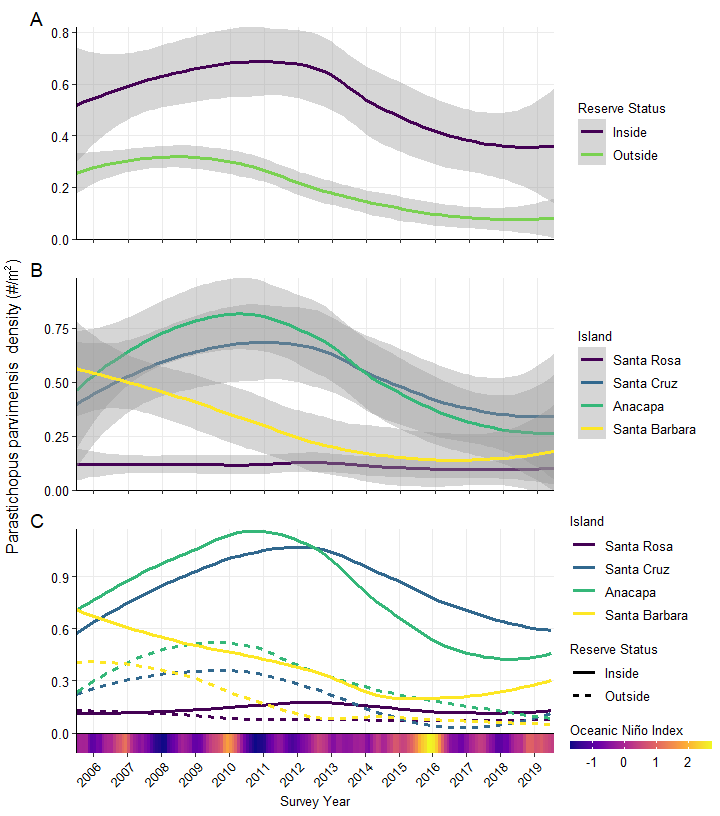 A
0.8
0.6
0.4
0.2
0.0
Reserve Status
Inside
Outside
Parastichopus parvimensis density (#/m²)
B
0.75
0.50
0.25
0.00
Island
Santa Rosa
Santa Cruz
Anacapa
Santa Barbara
C
0.9
0.6
0.3
0.0
Island
Santa Rosa
Santa Cruz
Anacapa
Santa Barbara
Reserve Status
Inside
Outside
Oceanic Niño Index
-1 0 1 2
2006 2007 2008 2009 2010 2011 2012 2013 2014 2015 2016 2017 2018 2019
Survey Year